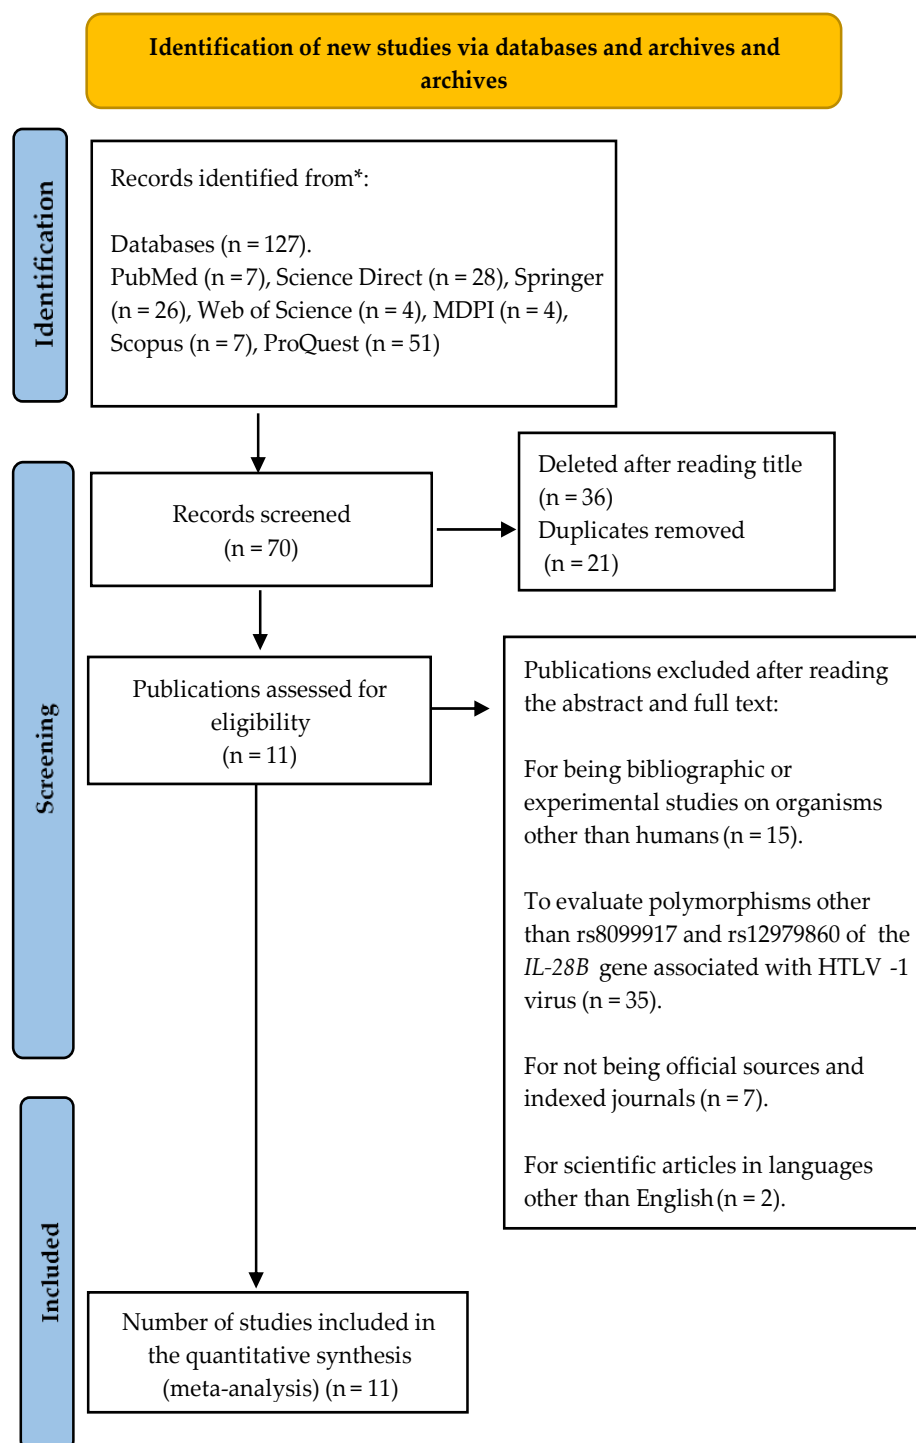 Identification of new studies via databases and archives and
archives
Identification
Records identified from*:
Databases (n = 127).
PubMed (n = 7), Science Direct (n = 28), Springer
(n = 26), Web of Science (n = 4), MDPI (n = 4),
Scopus (n = 7), ProQuest (n = 51)
Screening
Records screened
(n = 70)
Deleted after reading title
(n = 36)
Duplicates removed
(n = 21)
Publications assessed for
eligibility
(n = 11)
Publications excluded after reading
the abstract and full text:
For being bibliographic or
experimental studies on organisms
other than humans (n = 15).
To evaluate polymorphisms other
than rs8099917 and rs12979860 of the
IL-28B gene associated with HTLV -1
virus (n = 35).
For not being official sources and
indexed journals (n = 7).
For scientific articles in languages
other than English (n = 2).
Included
Number of studies included in
the quantitative synthesis
(meta-analysis) (n = 11)